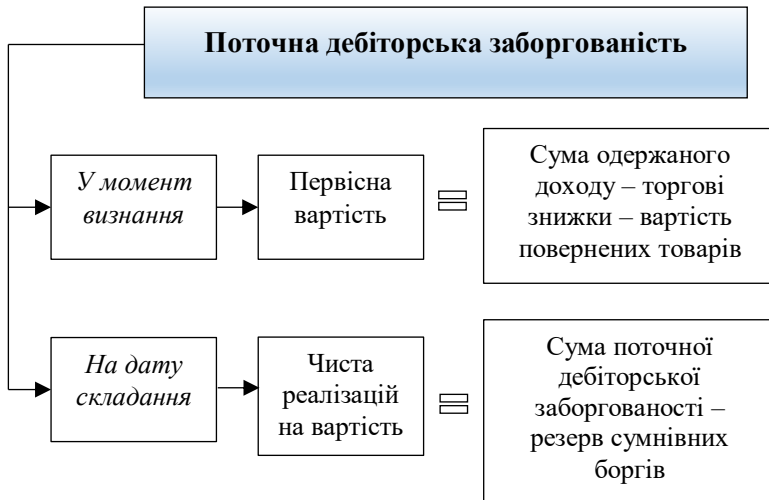 Поточна дебіторська заборгованість
У момент
визнання
Первісна
вартість
=
Сума одержаного
доходу – торгові
знижки – вартість
повернених товарів
На дату
складання
Чиста
реалізацій
на вартість
=
Сума поточної
дебіторської
заборгованості –
резерв сумнівних
боргів